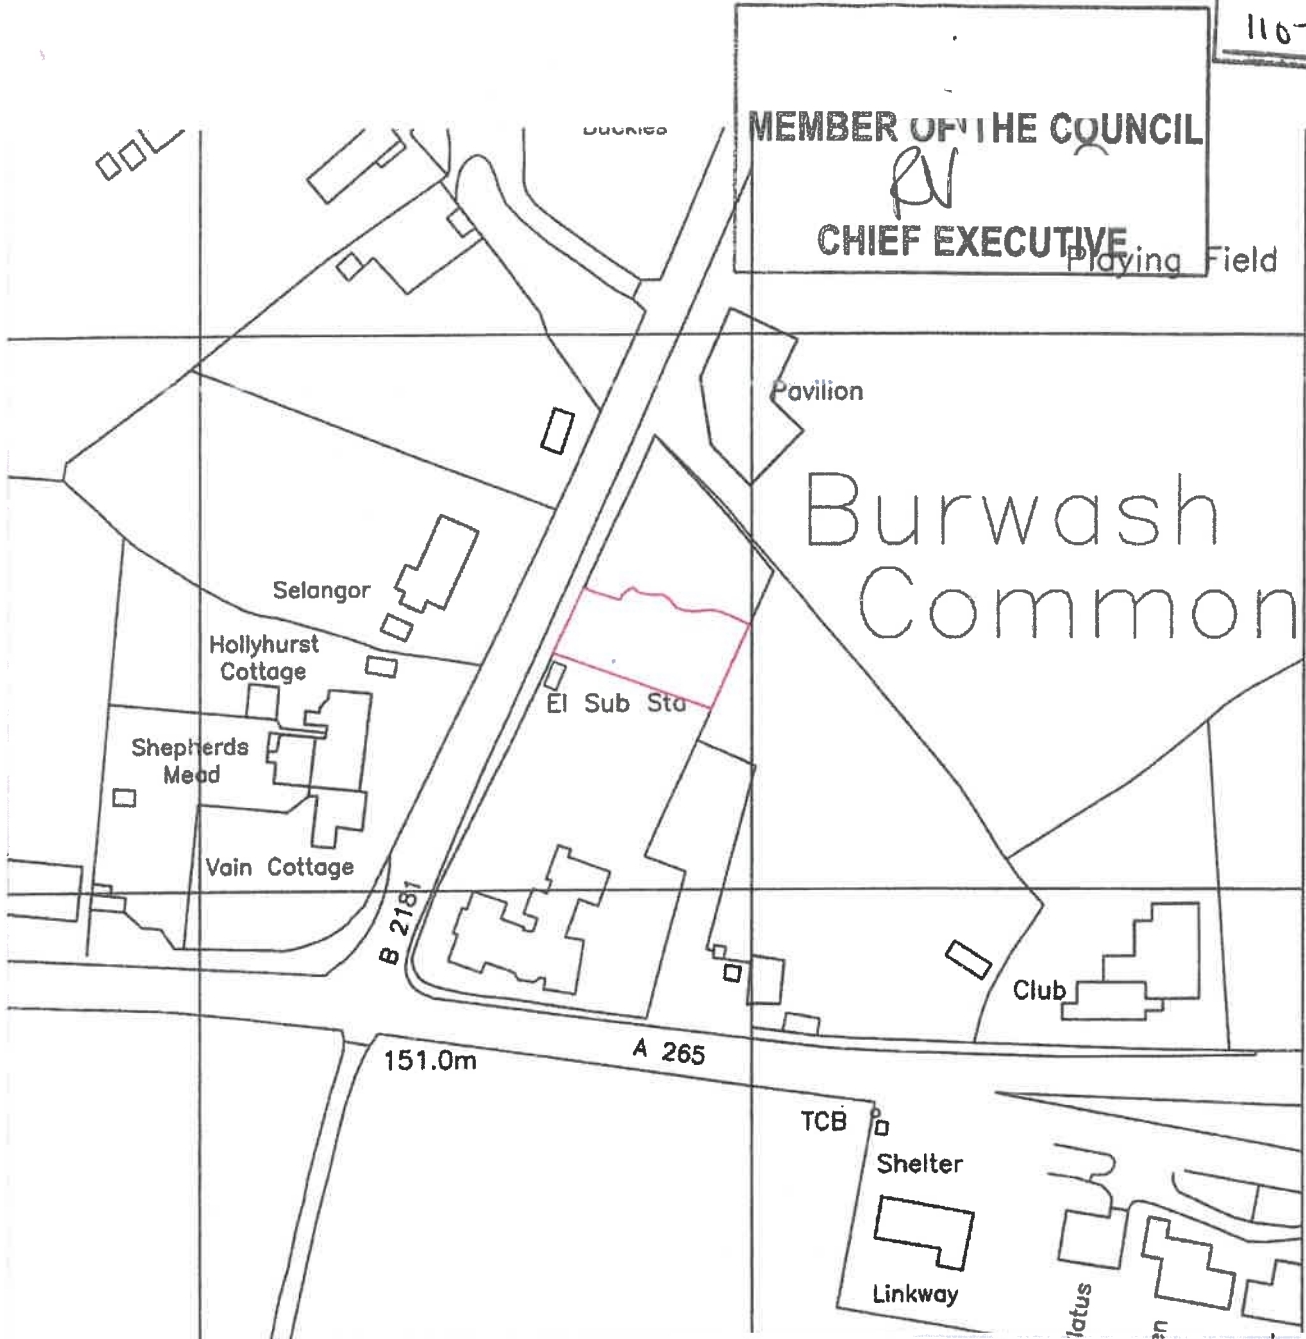 110-
MEMBER OF THE COUNCIL
RN
CHIEF EXECUTIVE
Playing Field
Pavilion
Burwash
Common
Selangor
Hollyhurst
Cottage
El Sub Sta
Shepherds
Mead
Vain Cottage
B 2181
Club
151.0m
A 265
TCB
Shelter
Linkway